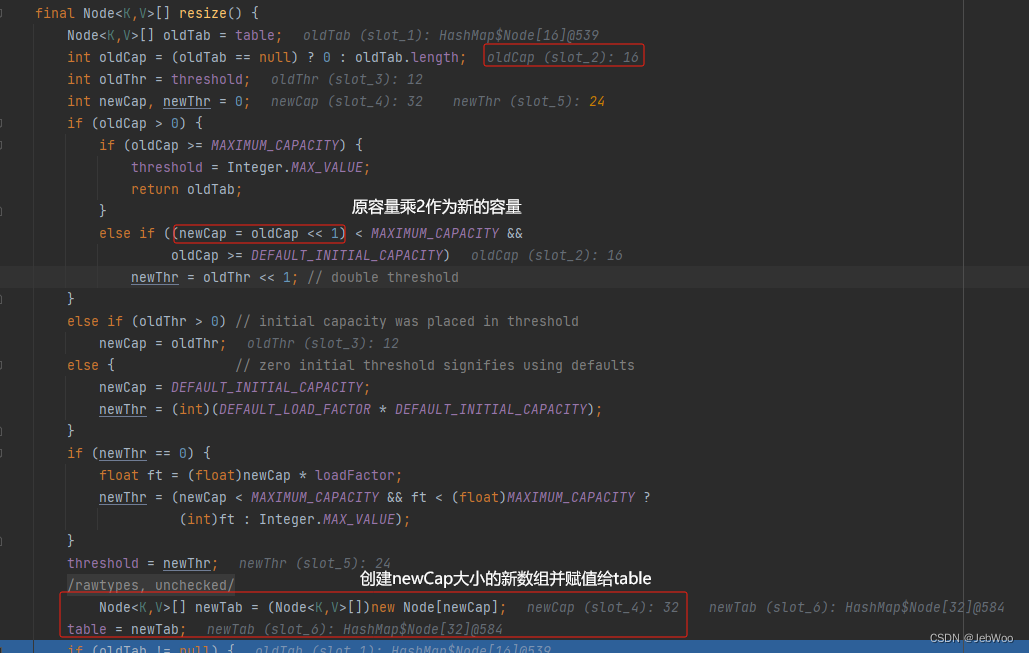 final Node<K,V>[] resize() {
Node<K,V>[] oldTab = table; oldTab (slot_1): HashMap$Node[16]@539
int oldCap = (oldTab == null) ? 0 : oldTab.length; oldCap (slot_2): 16
int oldThr = threshold; oldThr (slot_3): 12
int newCap, newThr = 0; newCap (slot_4): 32 newThr (slot_5): 24
if (oldCap > 0) {
if (oldCap >= MAXIMUM_CAPACITY) {
threshold = Integer.MAX_VALUE;
return oldTab;
}
原容量乘2作为新的容量
else if ((newCap = oldCap << 1) < MAXIMUM_CAPACITY &&
oldCap >= DEFAULT_INITIAL_CAPACITY) oldCap (slot_2): 16
newThr = oldThr << 1; // double threshold
}
else if (oldThr > 0) // initial capacity was placed in threshold
newCap = oldThr; oldThr (slot_3): 12
else { // zero initial threshold signifies using defaults
newCap = DEFAULT_INITIAL_CAPACITY;
newThr = (int)(DEFAULT_LOAD_FACTOR * DEFAULT_INITIAL_CAPACITY);
}
if (newThr == 0) {
float ft = (float)newCap * loadFactor;
newThr = (newCap < MAXIMUM_CAPACITY && ft < (float)MAXIMUM_CAPACITY ?
(int)ft : Integer.MAX_VALUE);
}
threshold = newThr; newThr (slot_5): 24
创建newCap大小的新数组并赋值给table
/rawtypes, unchecked/
Node<K,V>[] newTab = (Node<K,V>[])new Node[newCap]; newCap (slot_4): 32 newTab (slot_6): HashMap$Node[32]@584
table = newTab; newTab (slot_6): HashMap$Node[32]@584
if (oldTab != null) { oldTab (slot_1): HashMap$Node[16]@539
CSDN @JebWoo